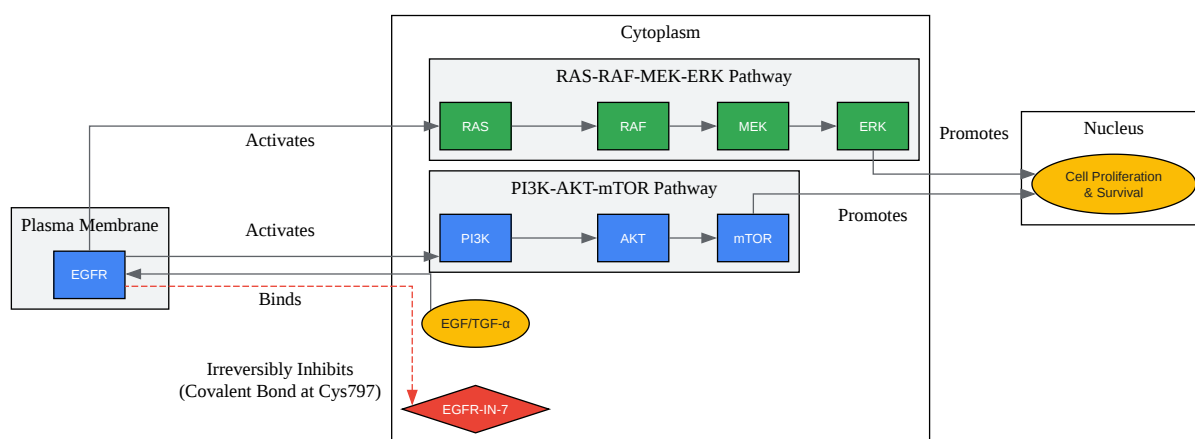 Cytoplasm
RAS-RAF-MEK-ERK Pathway
RAS
RAF
MEK
ERK
Activates
Promotes
Nucleus
Cell Proliferation
& Survival
PI3K-AKT-mTOR Pathway
PI3K
AKT
mTOR
Promotes
Plasma Membrane
EGFR
Activates
Binds
EGF/TGF-α
Irreversibly Inhibits
(Covalent Bond at Cys797)
EGFR-IN-7